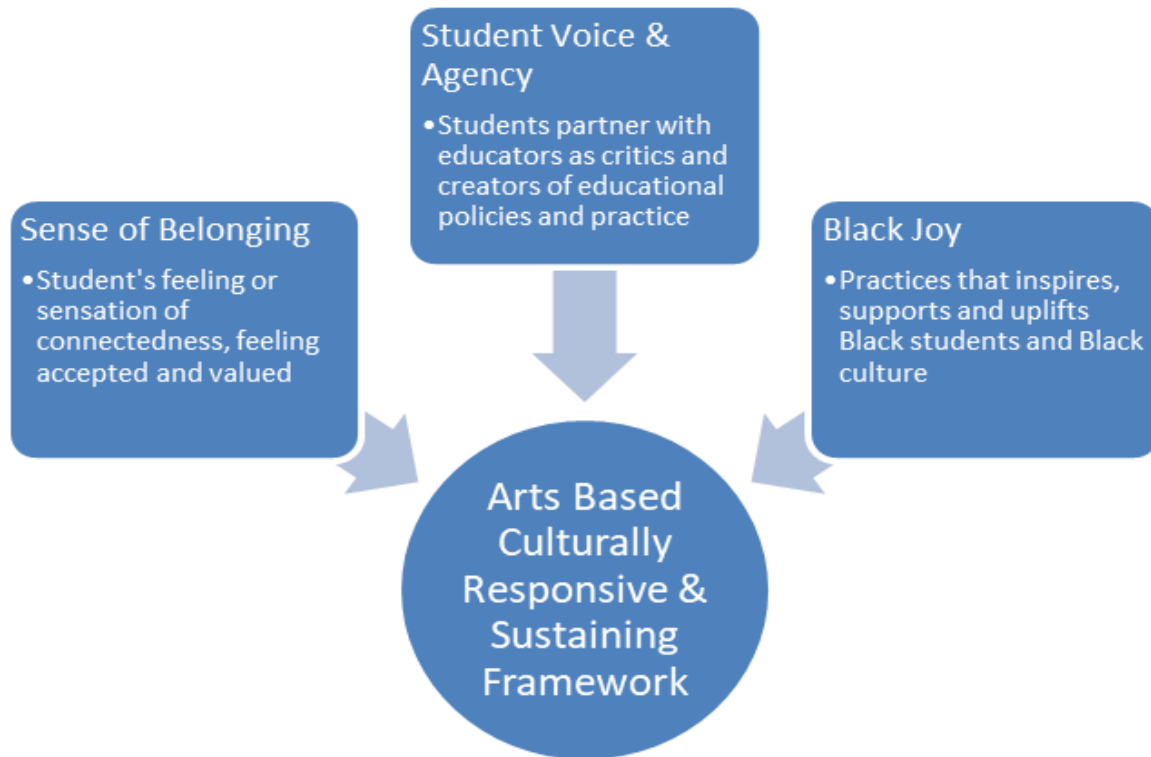 Student Voice &
Agency
•Students partner with
educators as critics and
creators of educational
policies and practice
Sense of Belonging
•Student's feeling or
sensation of
connectedness, feeling
accepted and valued
Black Joy
•Practices that inspires,
supports and uplifts
Black students and Black
culture
Arts Based
Culturally
Responsive &
Sustaining
Framework